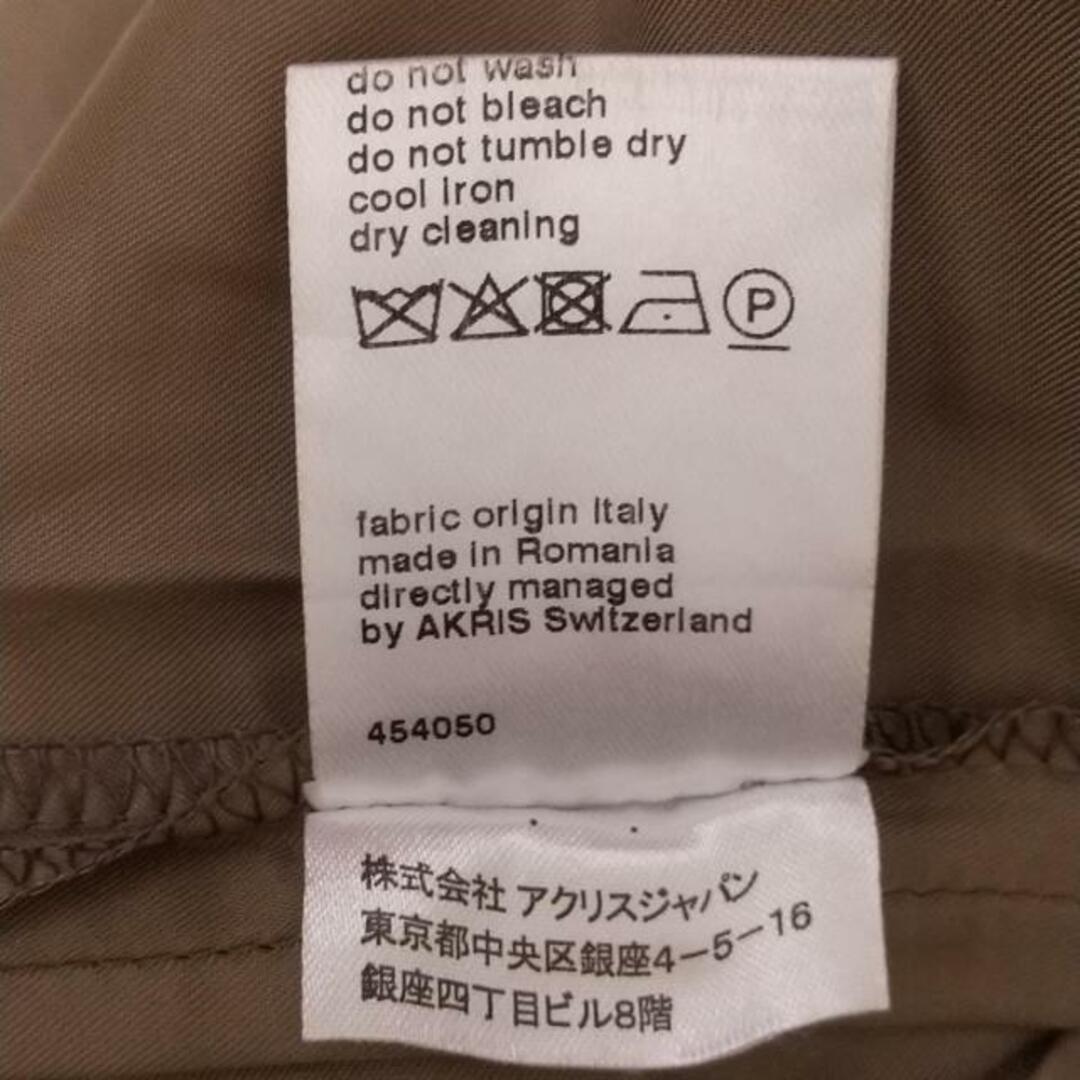 do not wash
do not bleach
do not tumble dry
cool iron
dry cleaning
P
fabric origin Italy
made in Romania
directly managed
by AKRIS Switzerland
454050
株式会社 アクリスジャパン
東京都中央区銀座4-5-16
銀座四丁目ビル8階